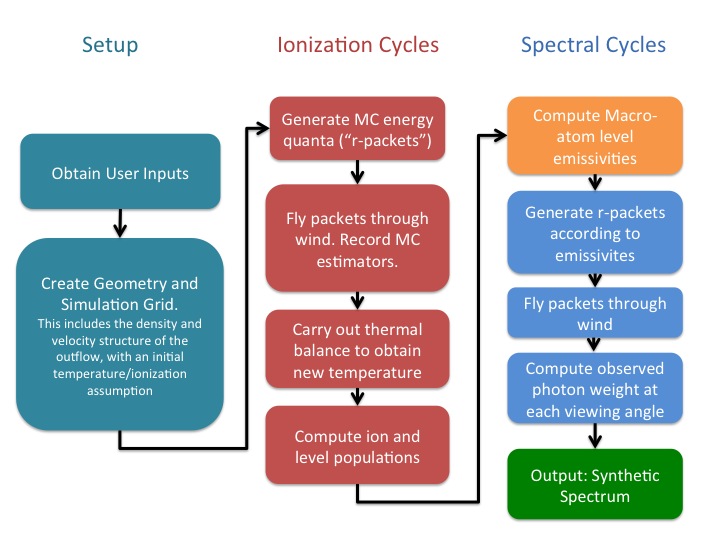 Setup
Obtain User Inputs
Create Geometry and
Simulation Grid.
This includes the density and
velocity structure of the
outflow, with an initial
temperature/ionization
assumption
Ionization Cycles
Generate MC energy
quanta (“r-packets”)
Fly packets through
wind. Record MC
estimators.
Carry out thermal
balance to obtain
new temperature
Compute ion and
level populations
Spectral Cycles
Compute Macro-
atom level
emissivities
Generate r-packets
according to
emissivites
Fly packets through
wind
Compute observed
photon weight at
each viewing angle
Output: Synthetic
Spectrum